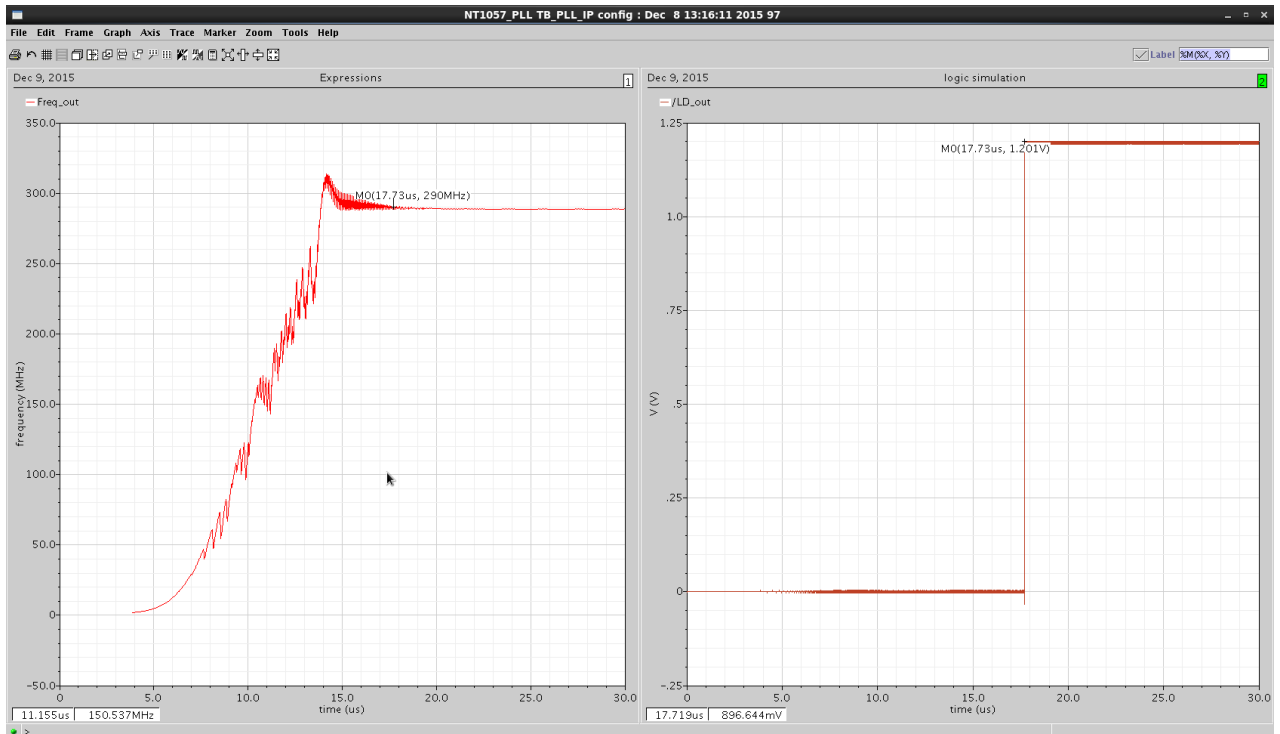 NT1057_PLL TB_PLL_IP config : Dec 8 13:16:11 2015 97
File Edit Frame Graph Axis Trace Marker Zoom Tools Help
Label %M(%X, %Y)
Dec 9, 2015 Expressions 1
Freq_out
350.0
300.0
250.0
200.0
150.0
100.0
50.0
0
-50.0
frequency (MHz)
M0(17.73us, 290MHz)
0 5.0 10.0 15.0 20.0 25.0 30.0
time (us)
11.155us 150.537MHz
Dec 9, 2015 logic simulation 2
/LD_out
1.25
1.0
.75
.5
.25
0
-.25
V (V)
M0(17.73us, 1.201V)
0 5.0 10.0 15.0 20.0 25.0 30.0
time (us)
17.719us 896.644mV
>